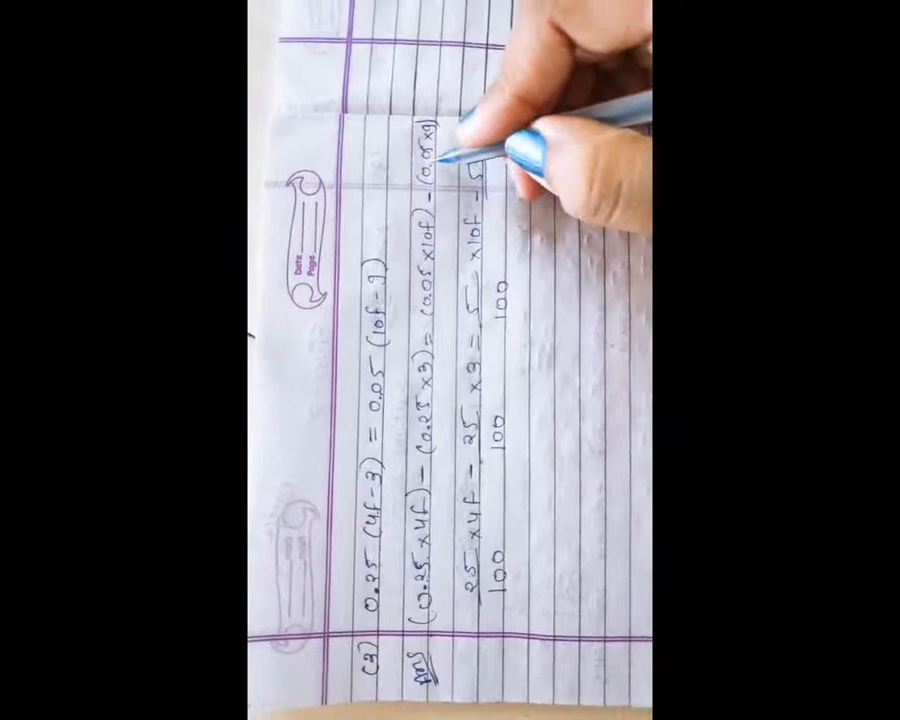 Date
Page
(3) 0.25 (4f-3) = 0.05 (10f-9)
Ans (0.25 x 4f) - (0.25 x 3) = (0.05 x 10f) - (0.05 x 9)
25/100 x 4f - 25/100 x 3 = 5/100 x 10f - 5